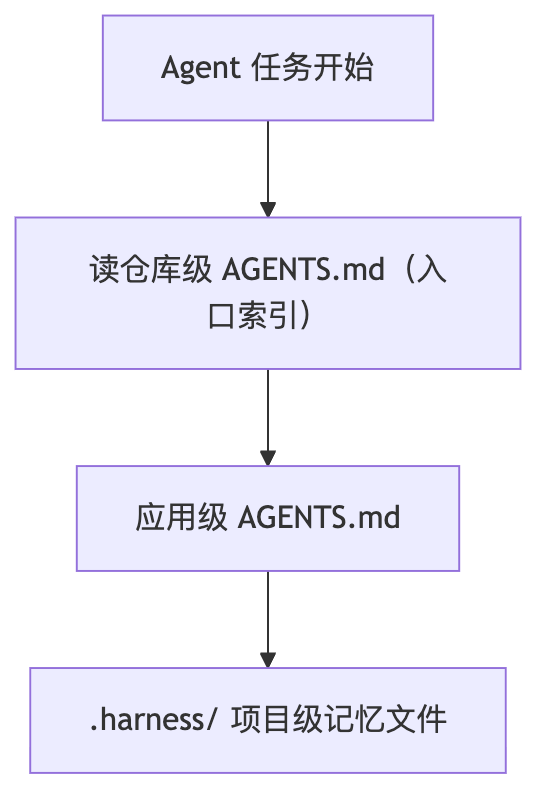 Agent 任务开始
读仓库级 AGENTS.md（入
口索引）
应用级 AGENTS.md
.harness/ 项目级记忆文件